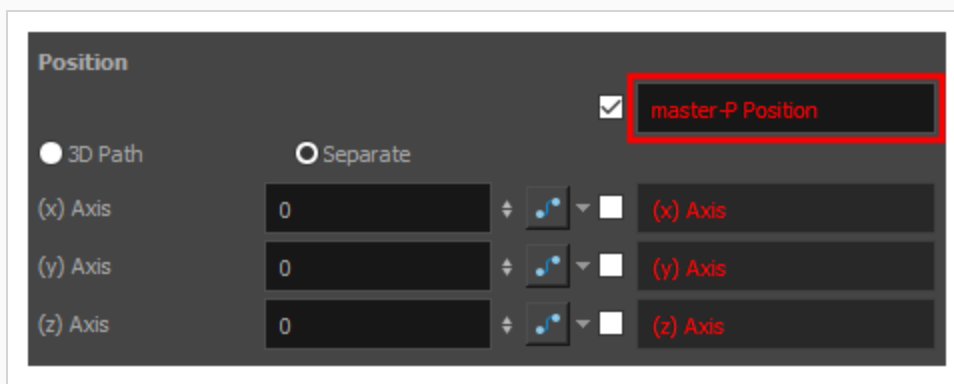 Position
master-P Position
3D Path Separate
(x) Axis 0 (x) Axis
(y) Axis 0 (y) Axis
(z) Axis 0 (z) Axis